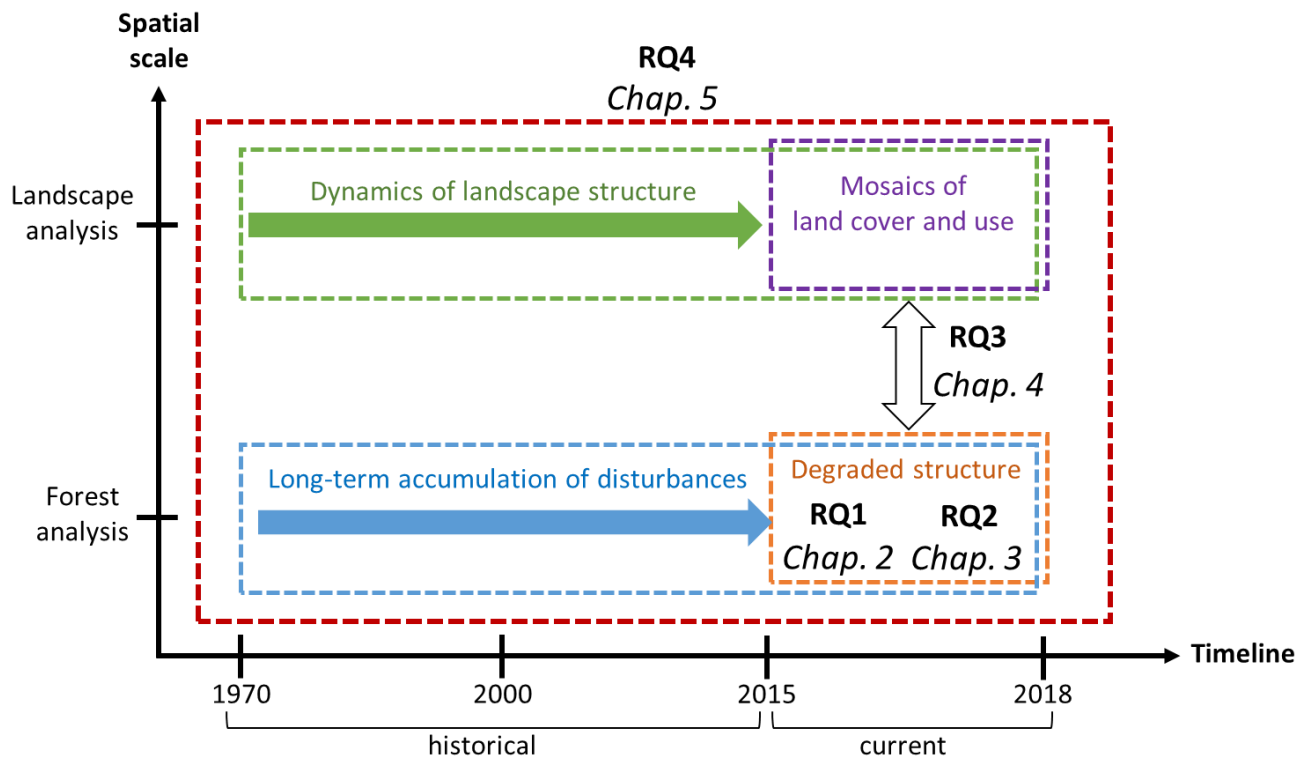 Spatial
scale
RQ4
Chap. 5
Landscape
analysis
Dynamics of landscape structure
Mosaics of
land cover and use
RQ3
Chap. 4
Forest
analysis
Long-term accumulation of disturbances
Degraded structure
RQ1
RQ2
Chap. 2
Chap. 3
Timeline
1970
2000
2015
2018
historical
current